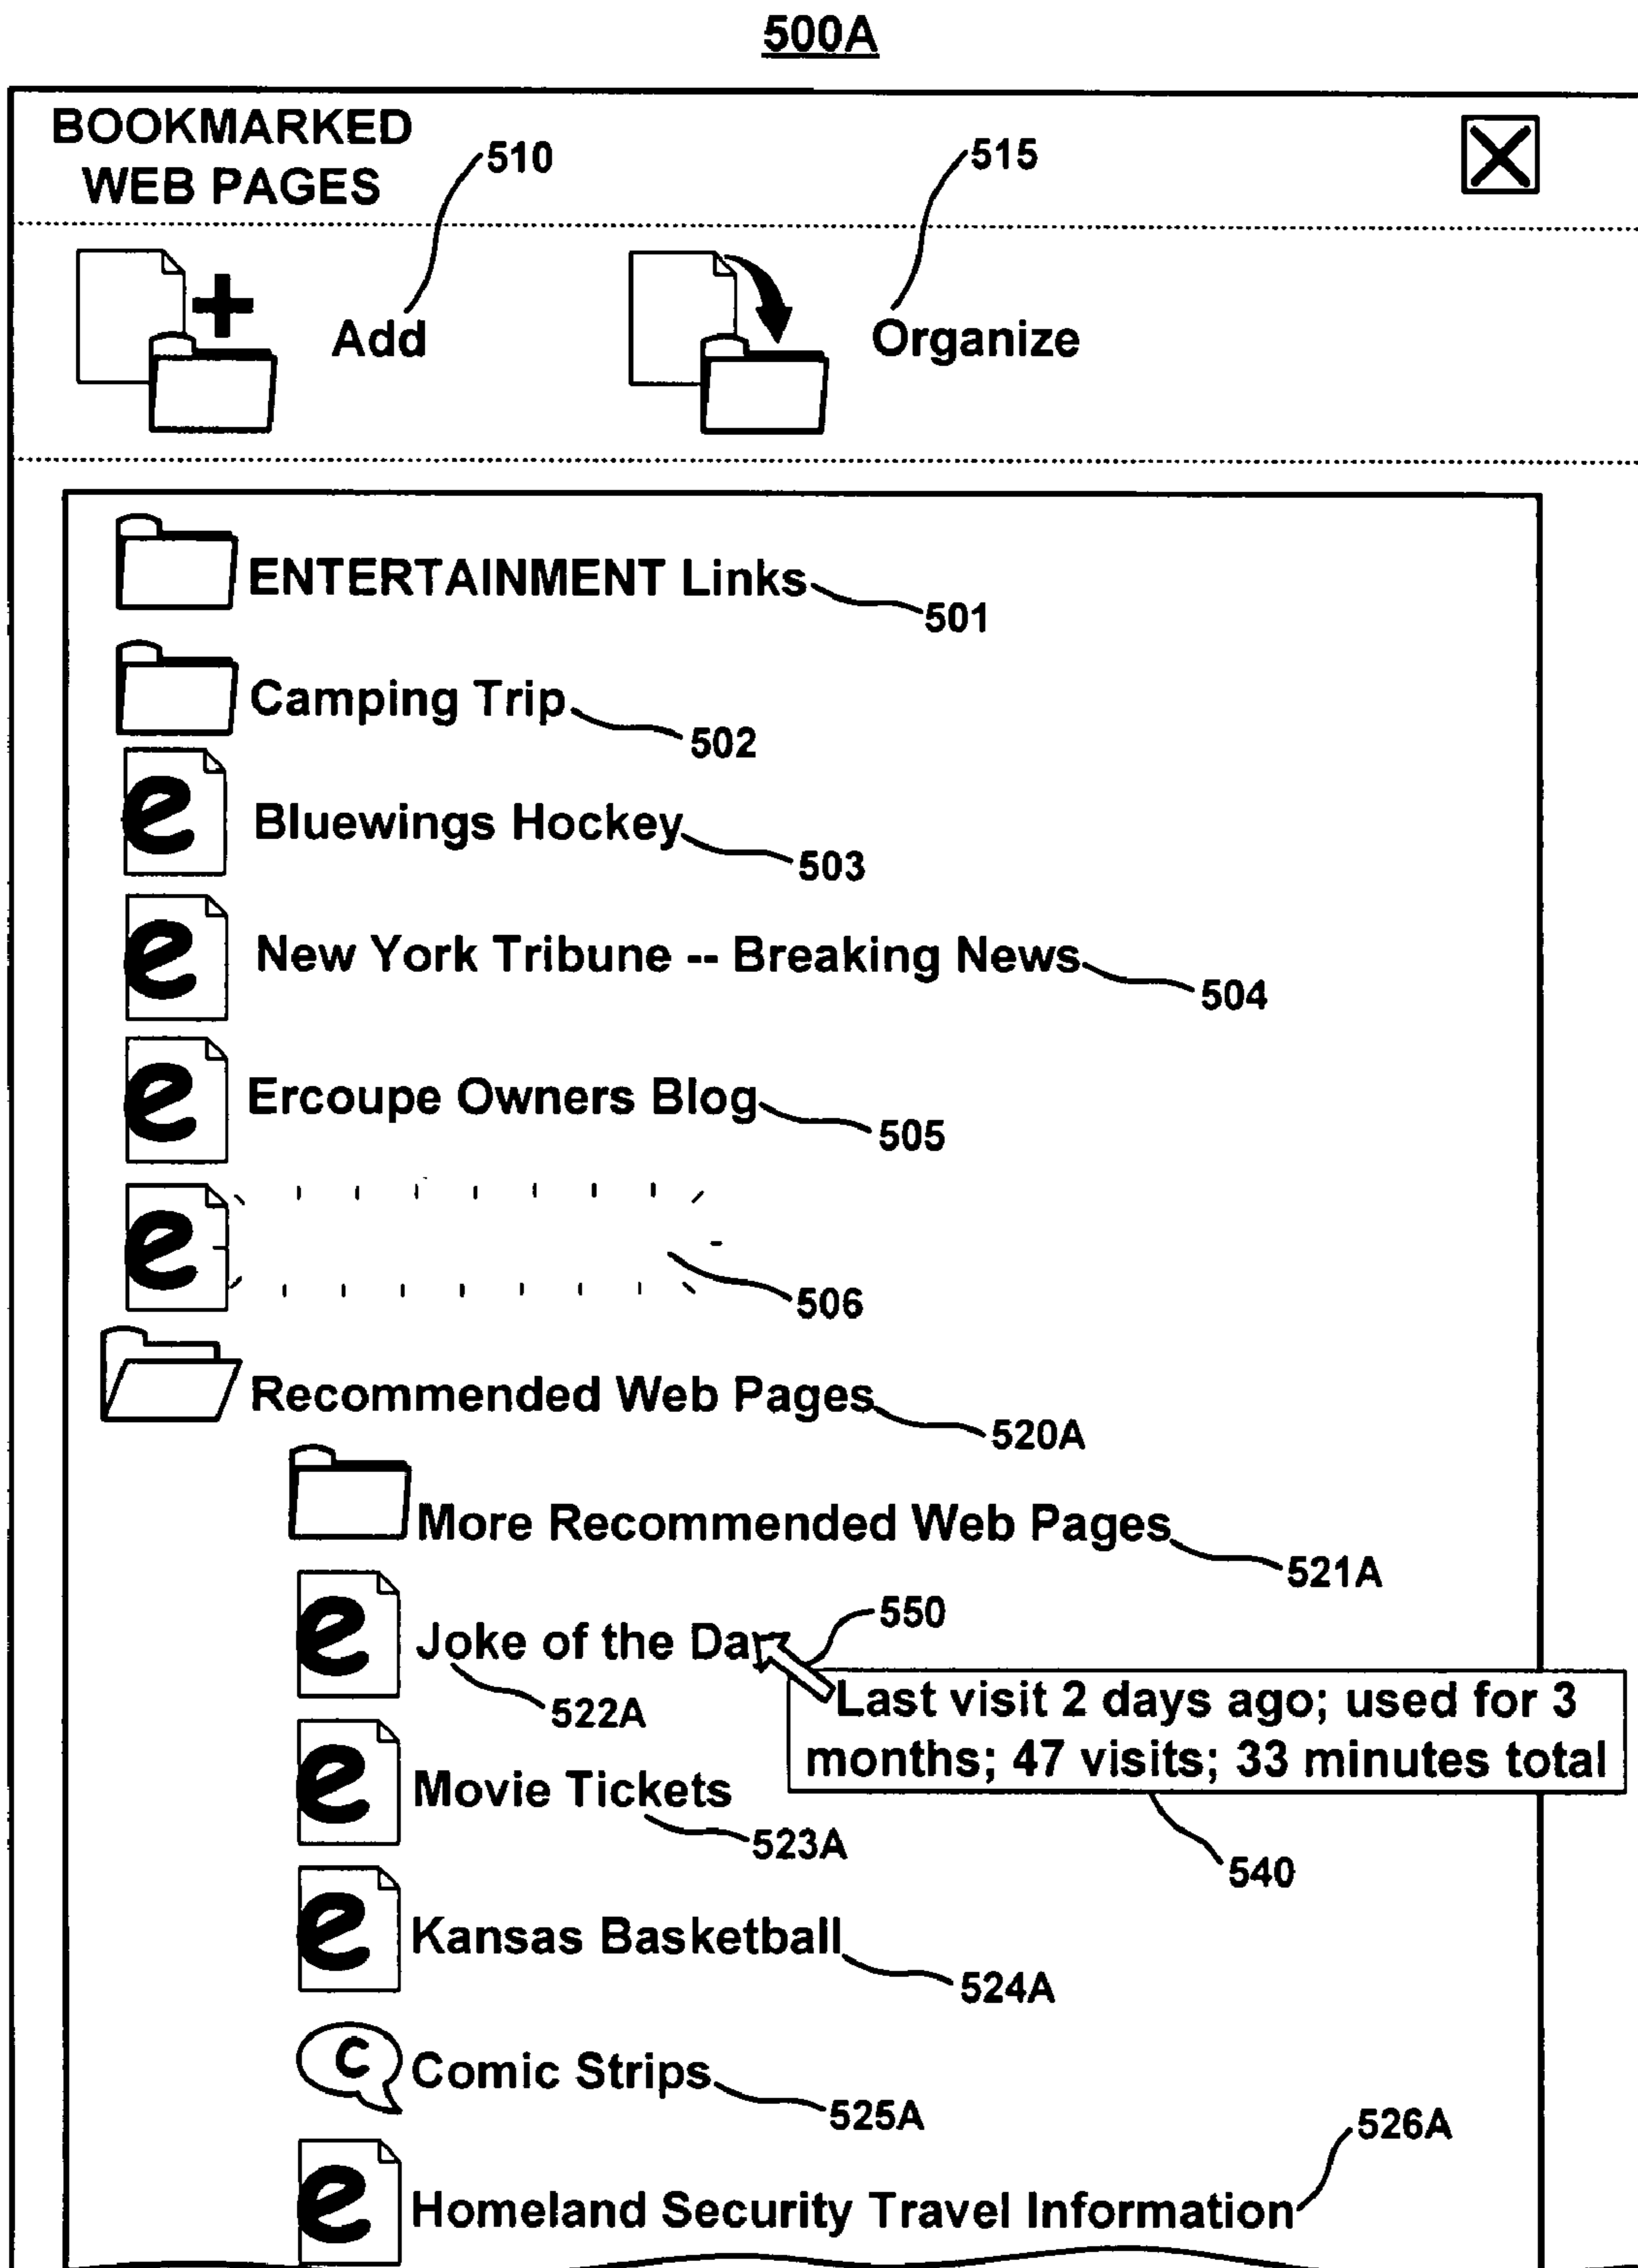 500A
BOOKMARKED
WEB PAGES
510
515
Add
Organize
ENTERTAINMENT Links
501
Camping Trip
502
e
Bluewings Hockey
503
e
New York Tribune -- Breaking News
504
e
Ercoupe Owners Blog
505
e
506
Recommended Web Pages
520A
More Recommended Web Pages
521A
550
e
Joke of the Da
522A
Last visit 2 days ago; used for 3
months; 47 visits; 33 minutes total
e
Movie Tickets
523A
540
e
Kansas Basketball
524A
C
Comic Strips
525A
526A
e
Homeland Security Travel Information